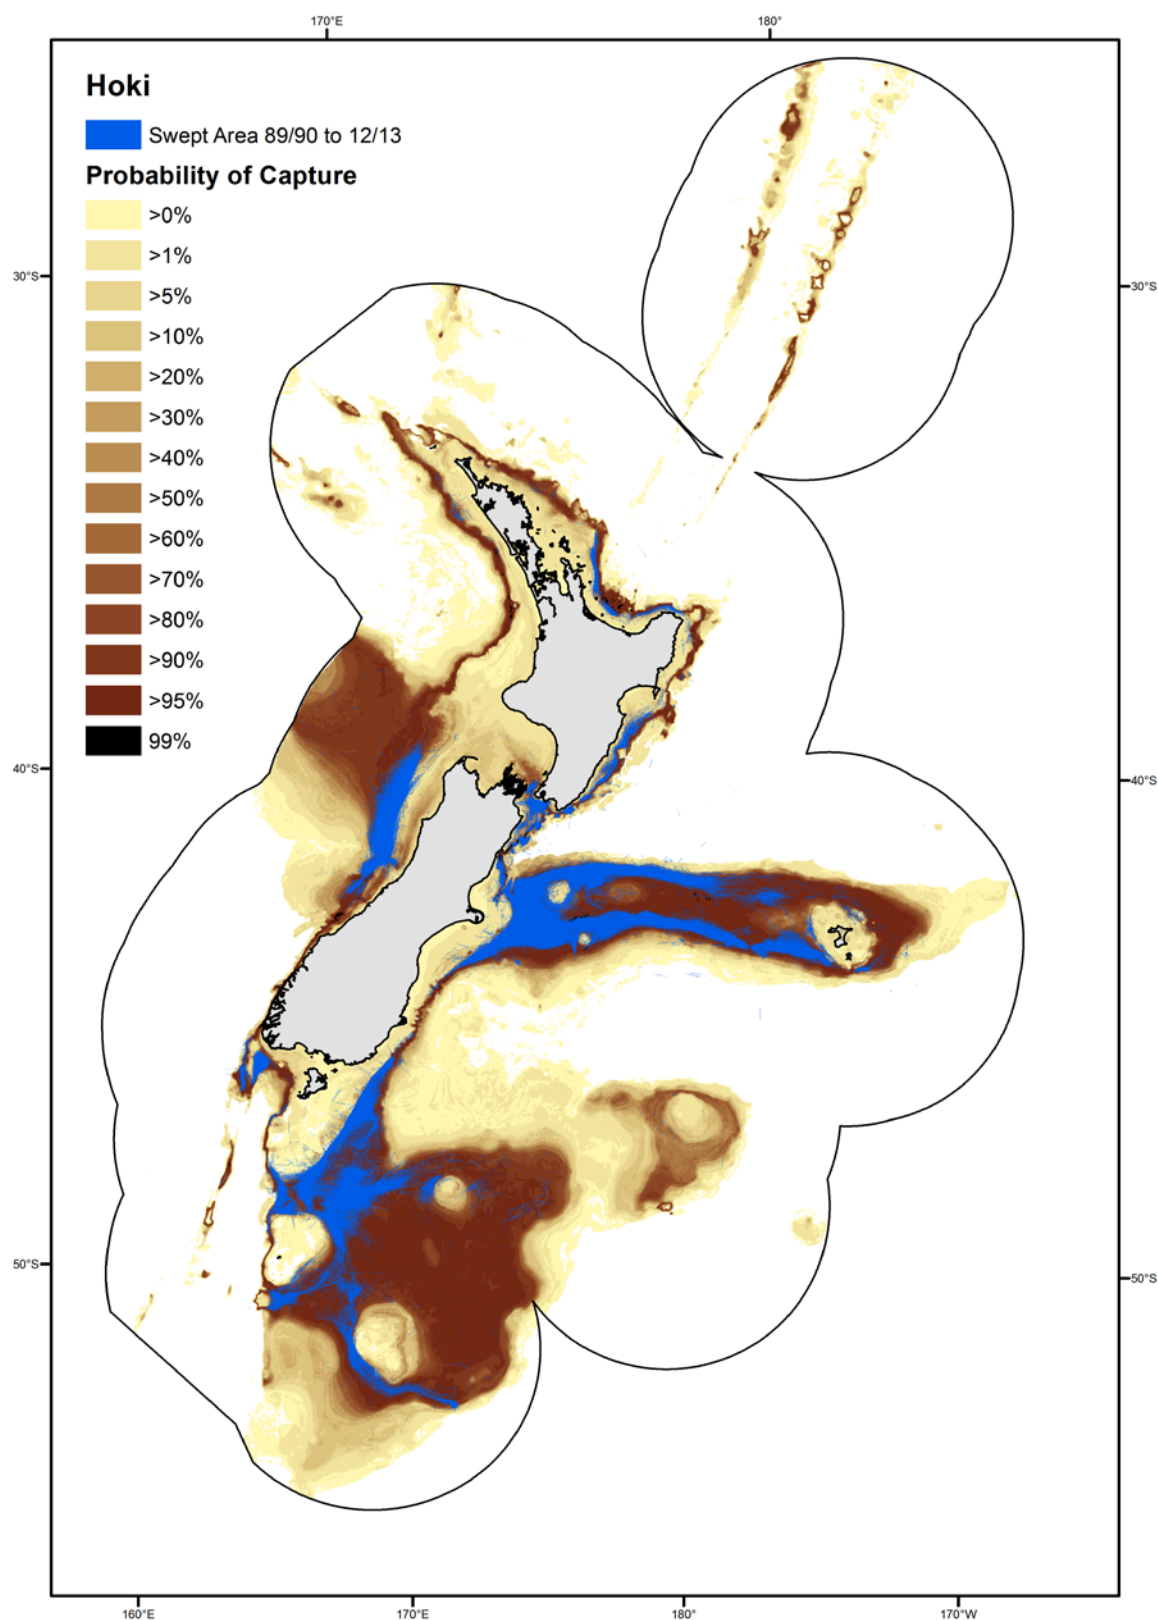 170°E
180°
Hoki
Swept Area 89/90 to 12/13
Probability of Capture
>0%
>1%
>5%
>10%
>20%
>30%
>40%
>50%
>60%
>70%
>80%
>90%
>95%
99%
30°S
30°S
40°S
40°S
50°S
50°S
160°E
170°E
180°
170°W